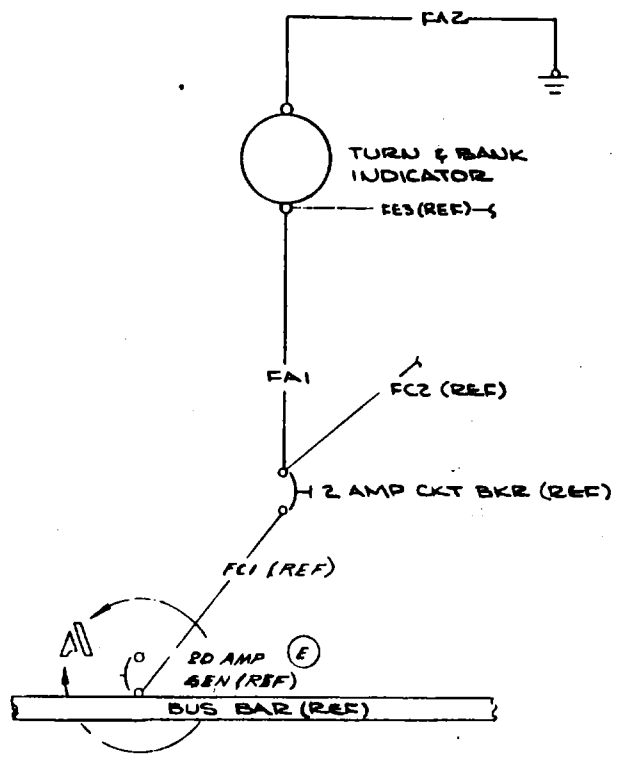 FA2
TURN & BANK
INDICATOR
FE3 (REF)
FA1
FC2 (REF)
2 AMP CKT BKR (REF)
FC1 (REF)
20 AMP
GEN (REF)
E
BUS BAR (REF)